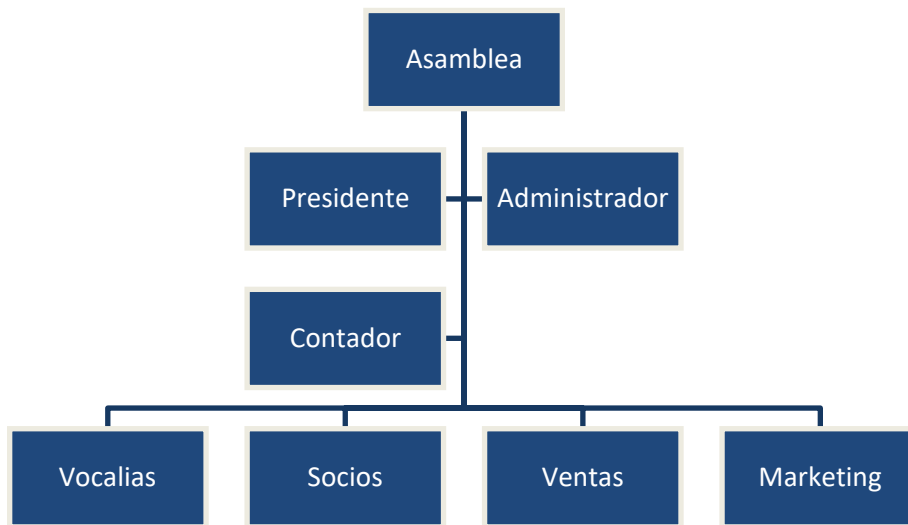 Asamblea
Presidente
Administrador
Contador
Vocalias
Socios
Ventas
Marketing